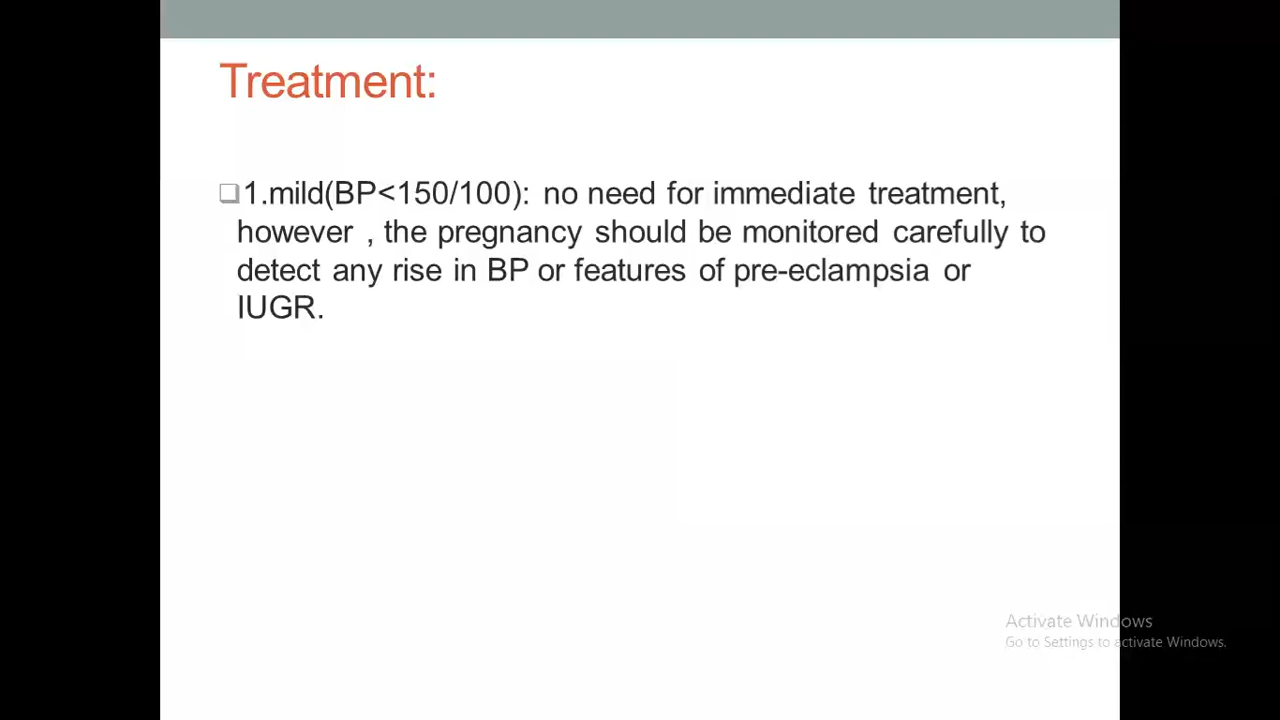 Treatment:
1.mild(BP<150/100): no need for immediate treatment,
however , the pregnancy should be monitored carefully to
detect any rise in BP or features of pre-eclampsia or
IUGR.
Activate Windows
Go to Settings to activate Windows.